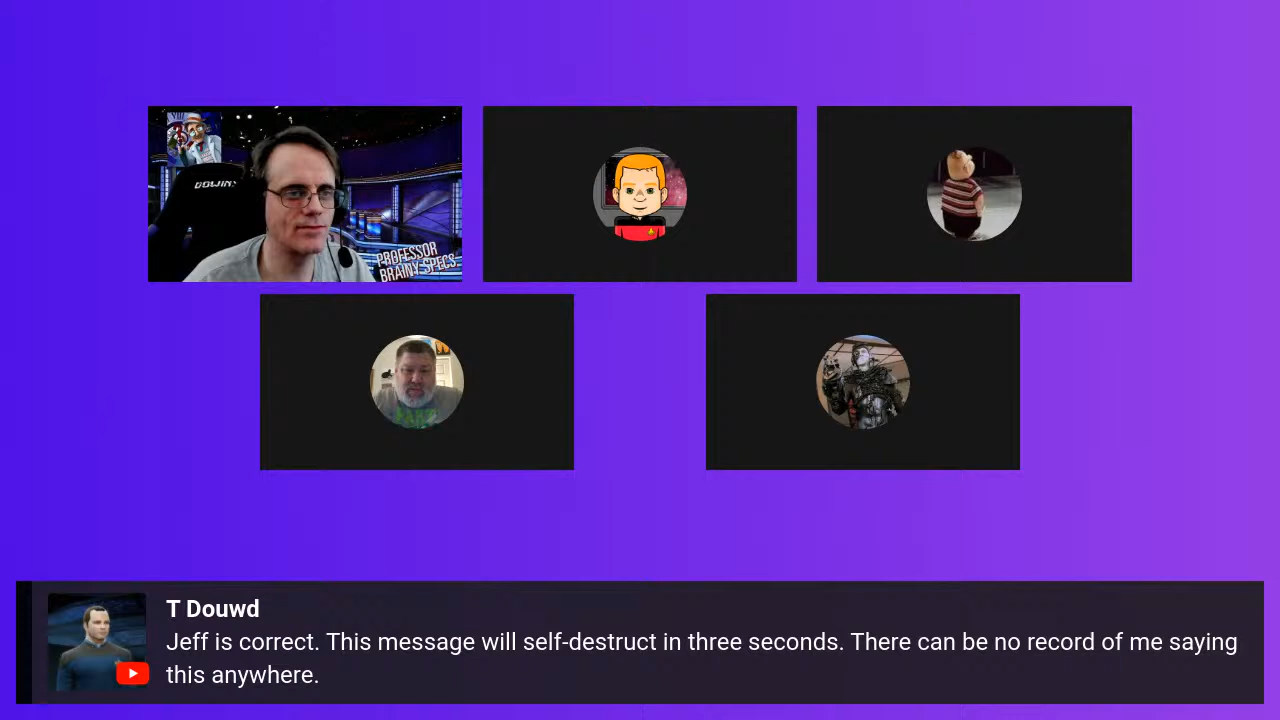 DOWINX
PROFESSOR
BRAINY SPECS
T Douwd
Jeff is correct. This message will self-destruct in three seconds. There can be no record of me saying
this anywhere.